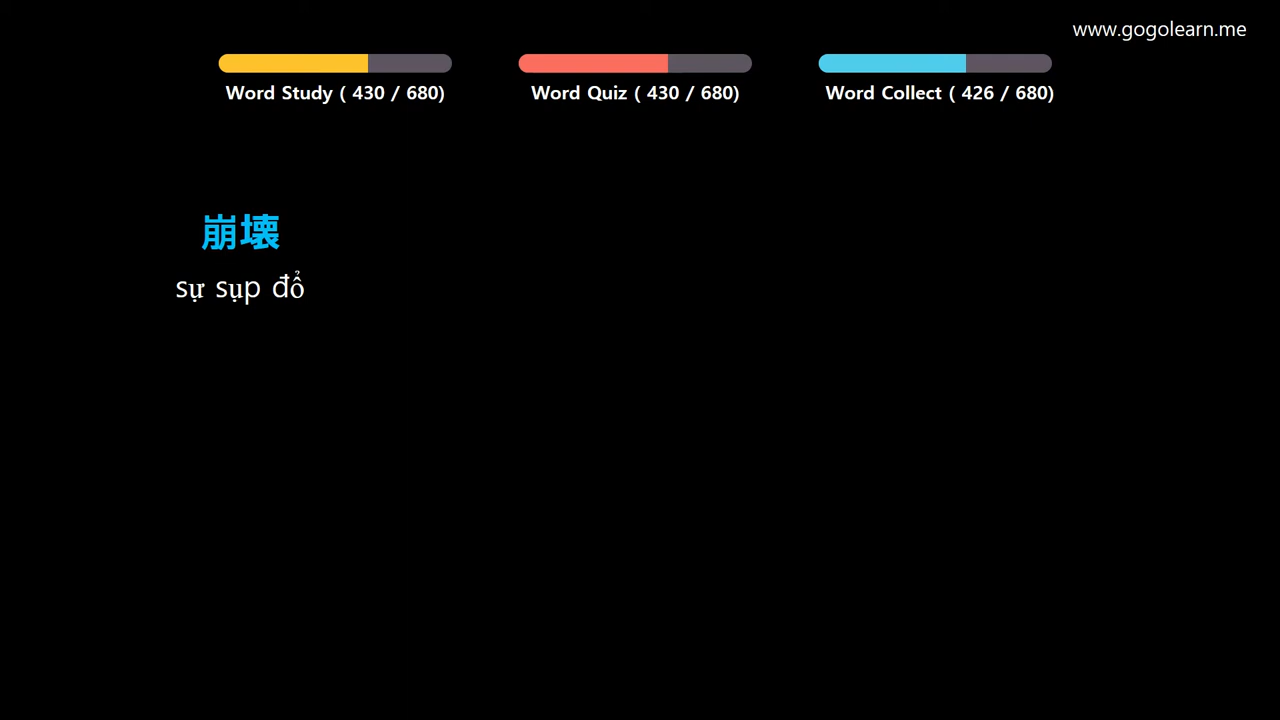 www.gogolearn.me
Word Study ( 430 / 680)
Word Quiz ( 430 / 680)
Word Collect ( 426 / 680)
崩壊
sự sụp đổ